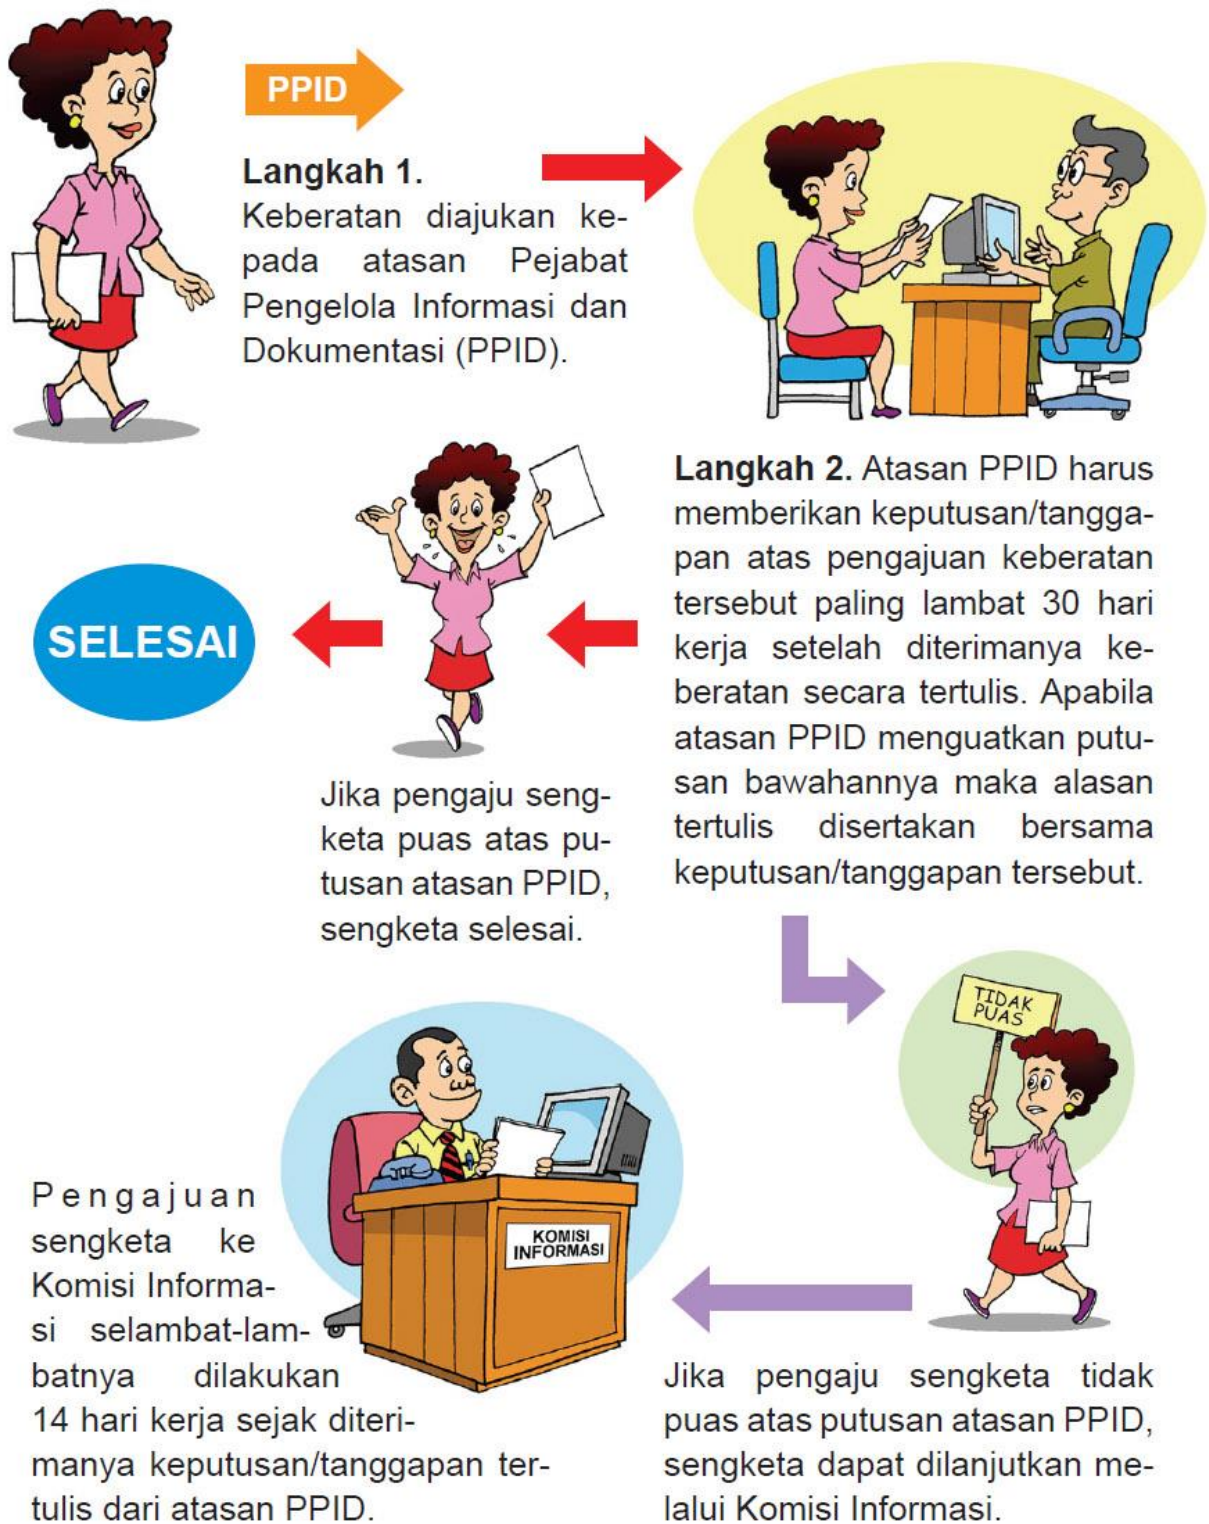 PPID
Langkah 1.
Keberatan diajukan ke-
pada atasan Pejabat
Pengelola Informasi dan
Dokumentasi (PPID).
Langkah 2. Atasan PPID harus
memberikan keputusan/tangga-
pan atas pengajuan keberatan
tersebut paling lambat 30 hari
kerja setelah diterimanya ke-
beratan secara tertulis. Apabila
atasan PPID menguatkan putu-
san bawahannya maka alasan
tertulis disertakan bersama
keputusan/tanggapan tersebut.
SELESAI
Jika pengaju seng-
keta puas atas pu-
tusan atasan PPID,
sengketa selesai.
TIDAK
PUAS
Jika pengaju sengketa tidak
puas atas putusan atasan PPID,
sengketa dapat dilanjutkan me-
lalui Komisi Informasi.
KOMISI
INFORMASI
Pengajuan
sengketa ke
Komisi Informa-
si selambat-lam-
batnya dilakukan
14 hari kerja sejak diteri-
manya keputusan/tanggapan ter-
tulis dari atasan PPID.